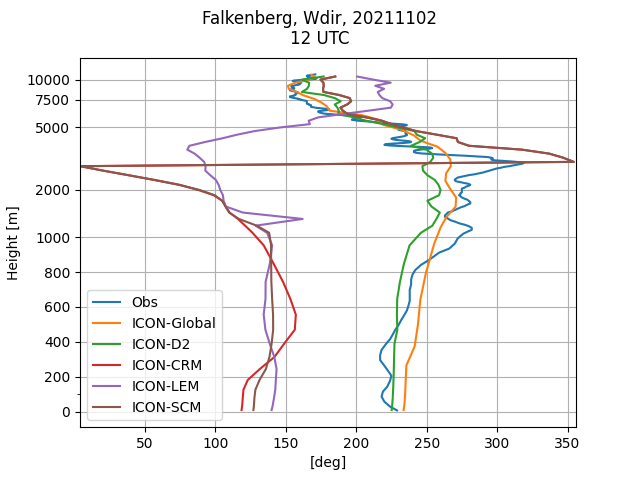 Falkenberg, Wdir, 20211102
12 UTC
Height [m]
10000
7500
5000
2000
1000
800
600
400
200
0
Obs
ICON-Global
ICON-D2
ICON-CRM
ICON-LEM
ICON-SCM
50
100
150
200
250
300
350
[deg]